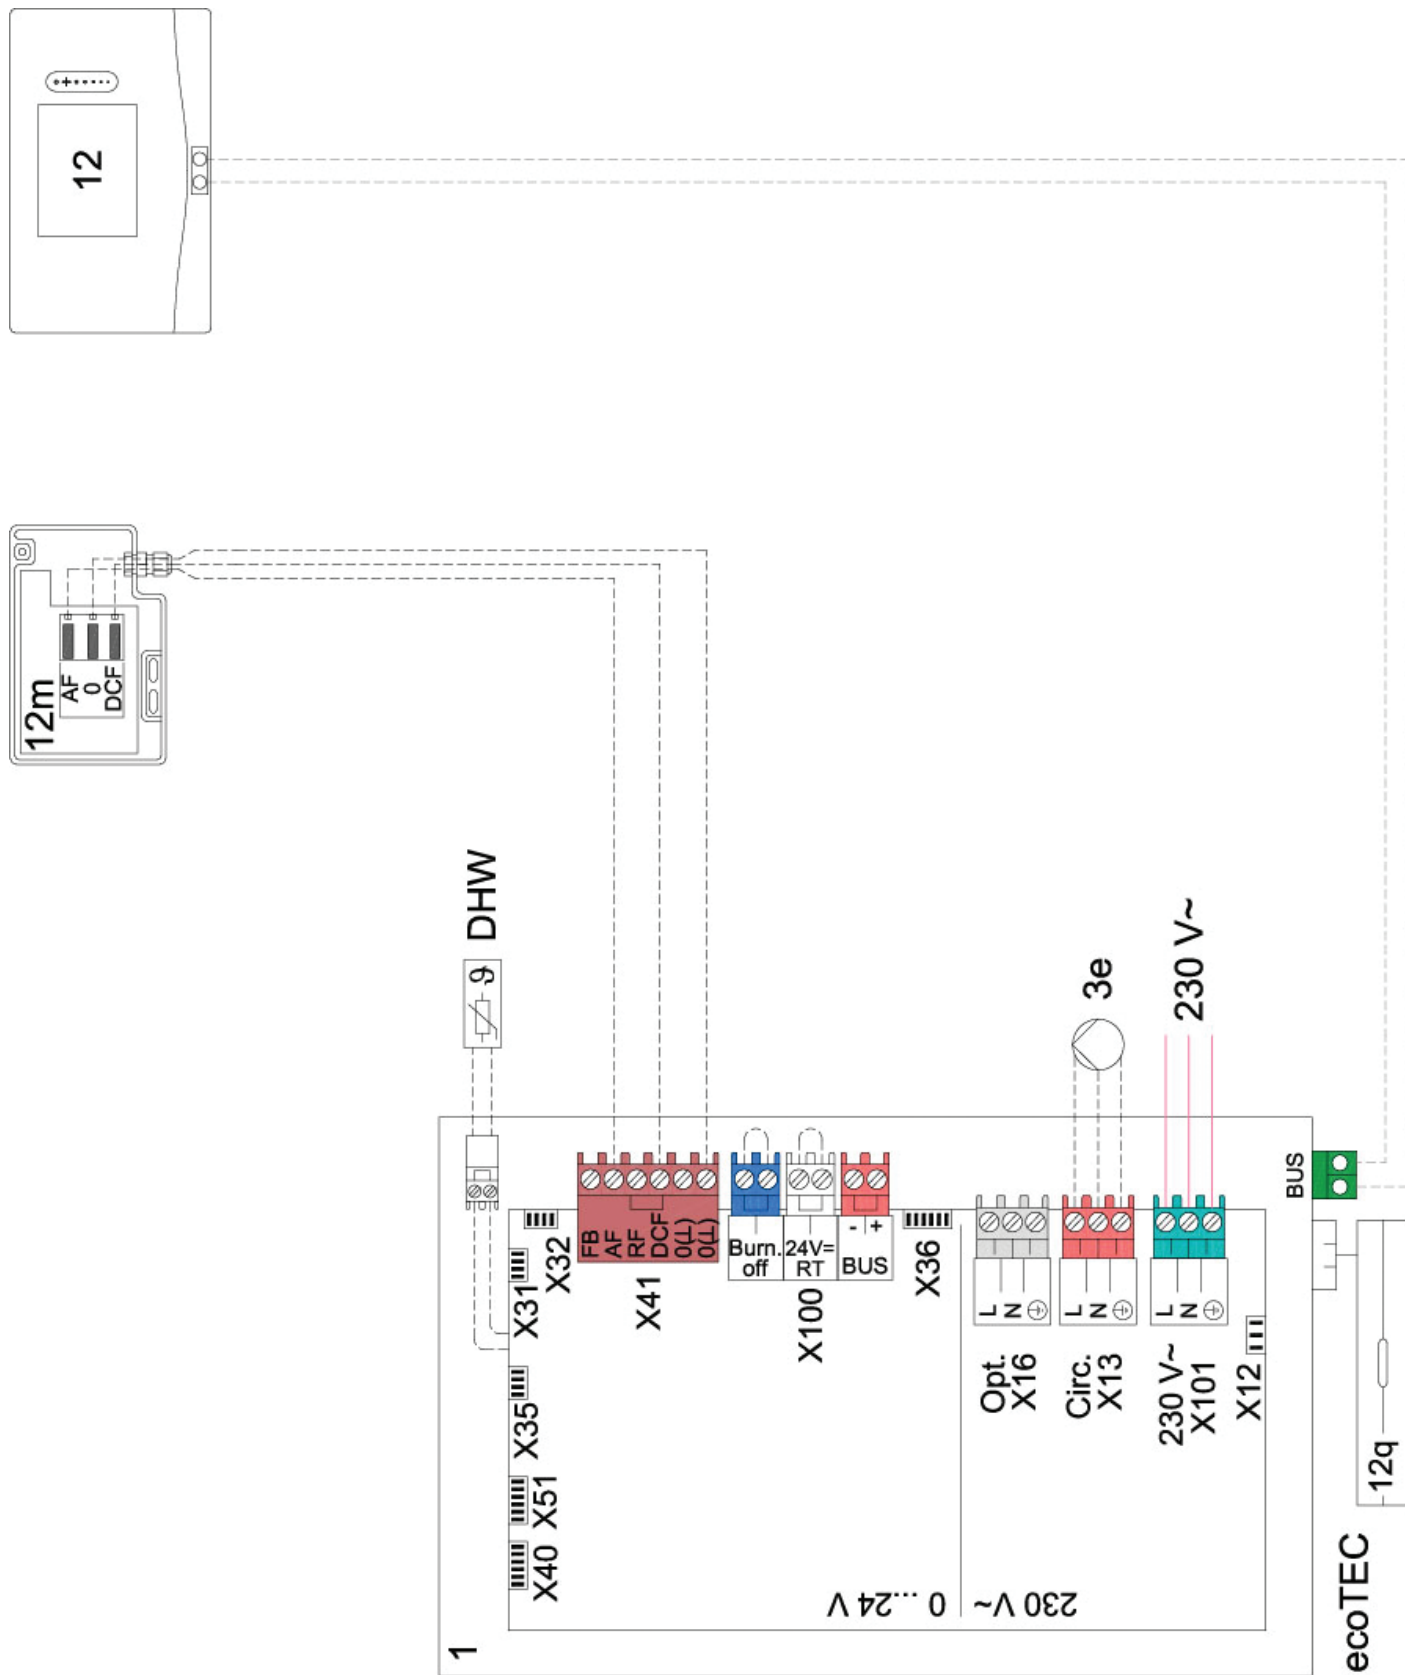 12
12m
AF
0
DCF
DHW
ϑ
3e
230 V~
1
X40
X51
X35
X31
X32
FB
AF
RF
DCF
0(⊥)
0(⊥)
X41
Burn.
off
24V=
RT
X100
- +
BUS
X36
L
N
Opt.
X16
L
N
Circ.
X13
L
N
230 V~
X101
X12
BUS
0 ...24 V
230 V~
ecoTEC
12q